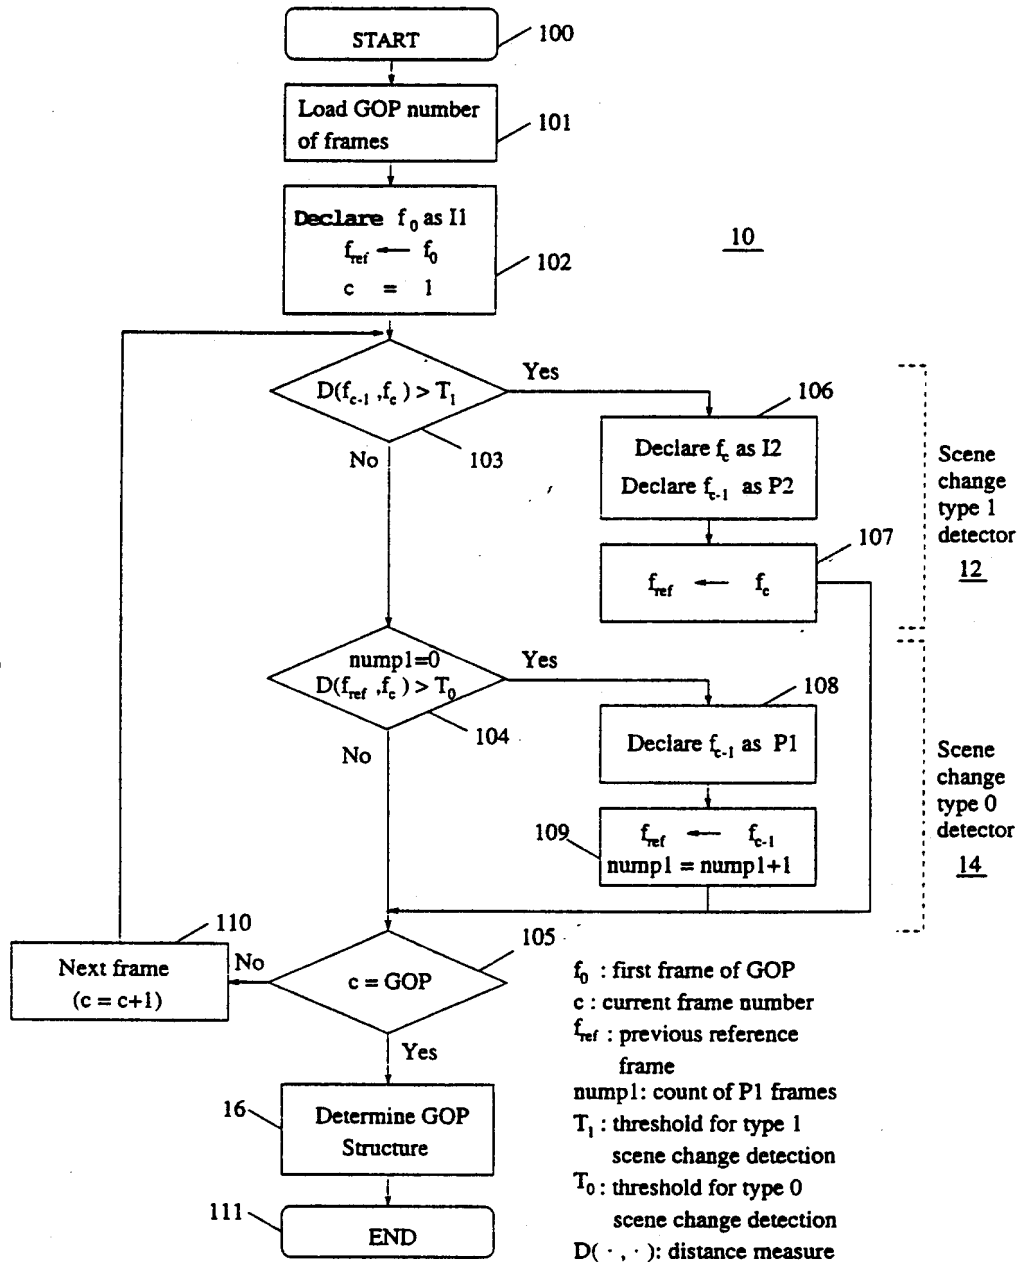 START
100
Load GOP number
of frames
101
Declare f0 as I1
fref ← f0
c = 1
102
10
D(fc-1 ,fc) > T1
Yes
No
103
106
Declare fc as I2
Declare fc-1 as P2
107
fref ← fc
Scene
change
type 1
detector
12
nump1=0
D(fref ,fc) > T0
Yes
No
104
108
Declare fc-1 as P1
109
fref ← fc-1
nump1 = nump1+1
Scene
change
type 0
detector
14
110
Next frame
(c = c+1)
No
c = GOP
105
Yes
16
Determine GOP
Structure
111
END
f0 : first frame of GOP
c : current frame number
fref : previous reference
frame
nump1: count of P1 frames
T1 : threshold for type 1
scene change detection
T0 : threshold for type 0
scene change detection
D( · , · ): distance measure